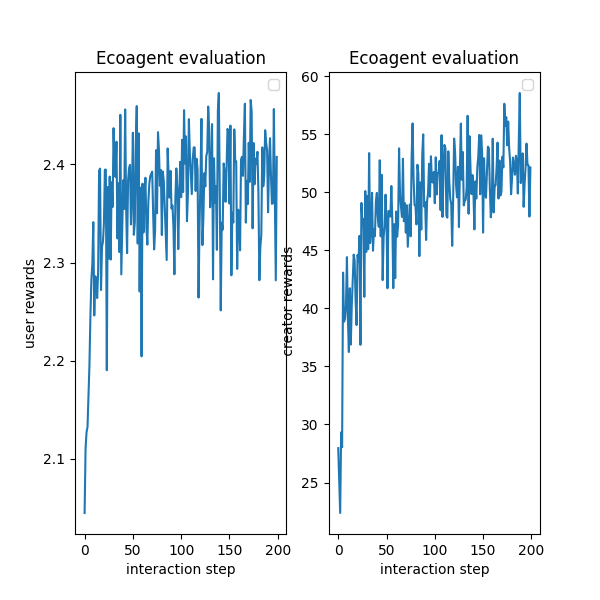 Ecoagent evaluation
user rewards
2.4
2.3
2.2
2.1
0 50 100 150 200
interaction step
Ecoagent evaluation
creator rewards
60
55
50
45
40
35
30
25
0 50 100 150 200
interaction step